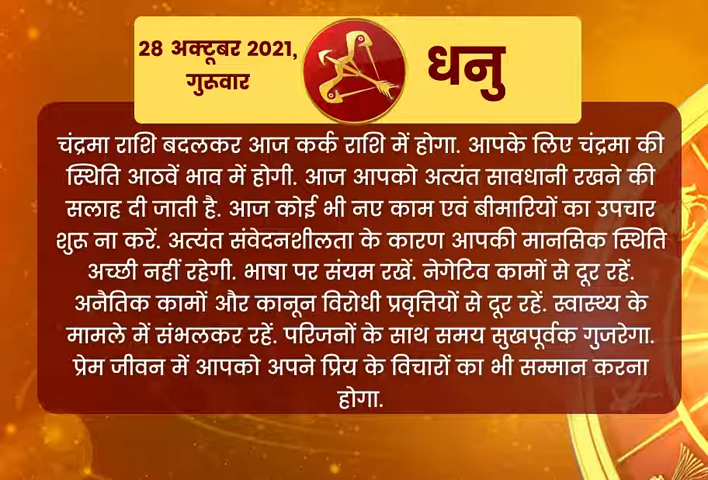 28 अक्टूबर 2021,
गुरूवार
धनु
चंद्रमा राशि बदलकर आज कर्क राशि में होगा. आपके लिए चंद्रमा की
स्थिति आठवें भाव में होगी. आज आपको अत्यंत सावधानी रखने की
सलाह दी जाती है. आज कोई भी नए काम एवं बीमारियों का उपचार
शुरू ना करें. अत्यंत संवेदनशीलता के कारण आपकी मानसिक स्थिति
अच्छी नहीं रहेगी. भाषा पर संयम रखें. नेगेटिव कामों से दूर रहें.
अनैतिक कामों और कानून विरोधी प्रवृत्तियों से दूर रहें. स्वास्थ्य के
मामले में संभलकर रहें. परिजनों के साथ समय सुखपूर्वक गुजरेगा.
प्रेम जीवन में आपको अपने प्रिय के विचारों का भी सम्मान करना
होगा.